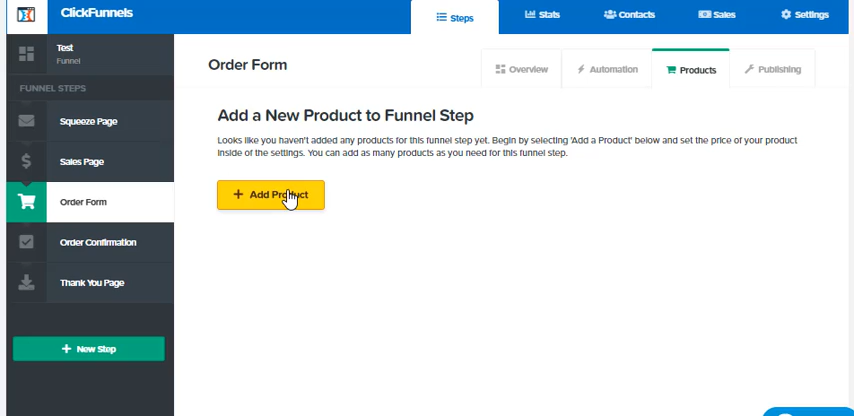 ClickFunnels
Steps
Stats
Contacts
Sales
Settings
Test
Funnel
Order Form
Overview
Automation
Products
Publishing
FUNNEL STEPS
Squeeze Page
Sales Page
Order Form
Order Confirmation
Thank You Page
+ New Step
Add a New Product to Funnel Step
Looks like you haven't added any products for this funnel step yet. Begin by selecting 'Add a Product' below and set the price of your product
inside of the settings. You can add as many products as you need for this funnel step.
+ Add Product